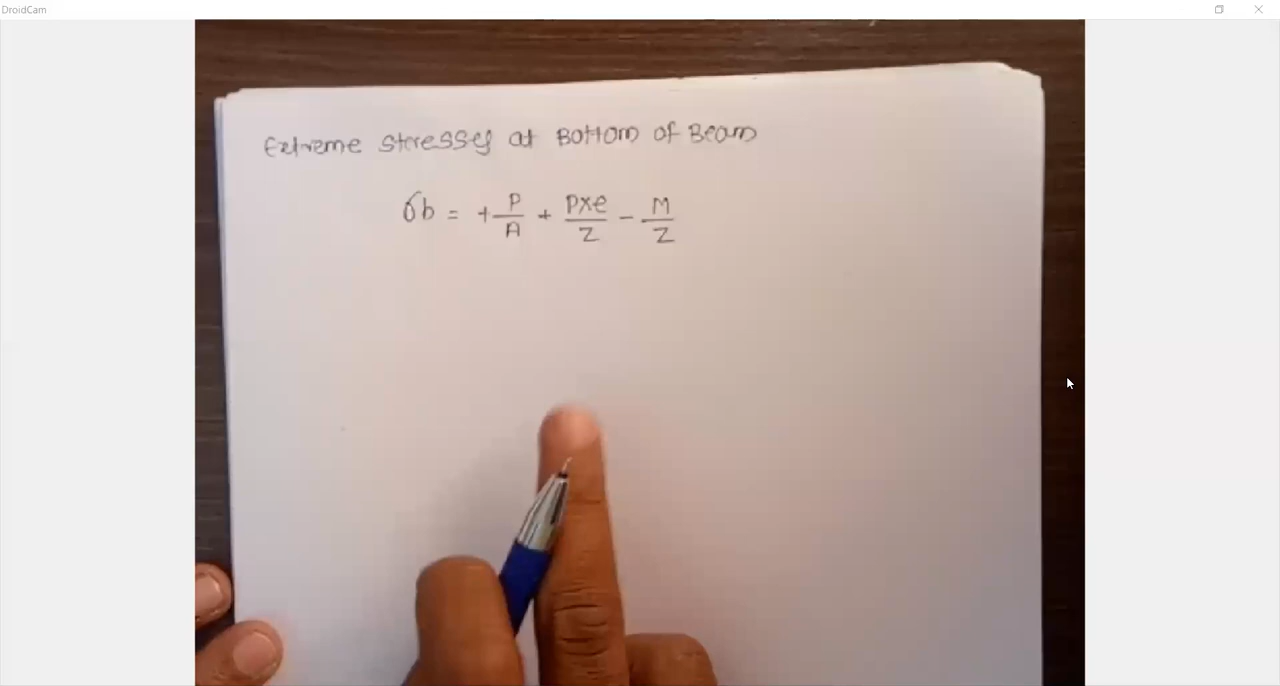 DroidCam
Extreme stresses at Bottom of Beam
σb = + P/A + P×e/Z - M/Z